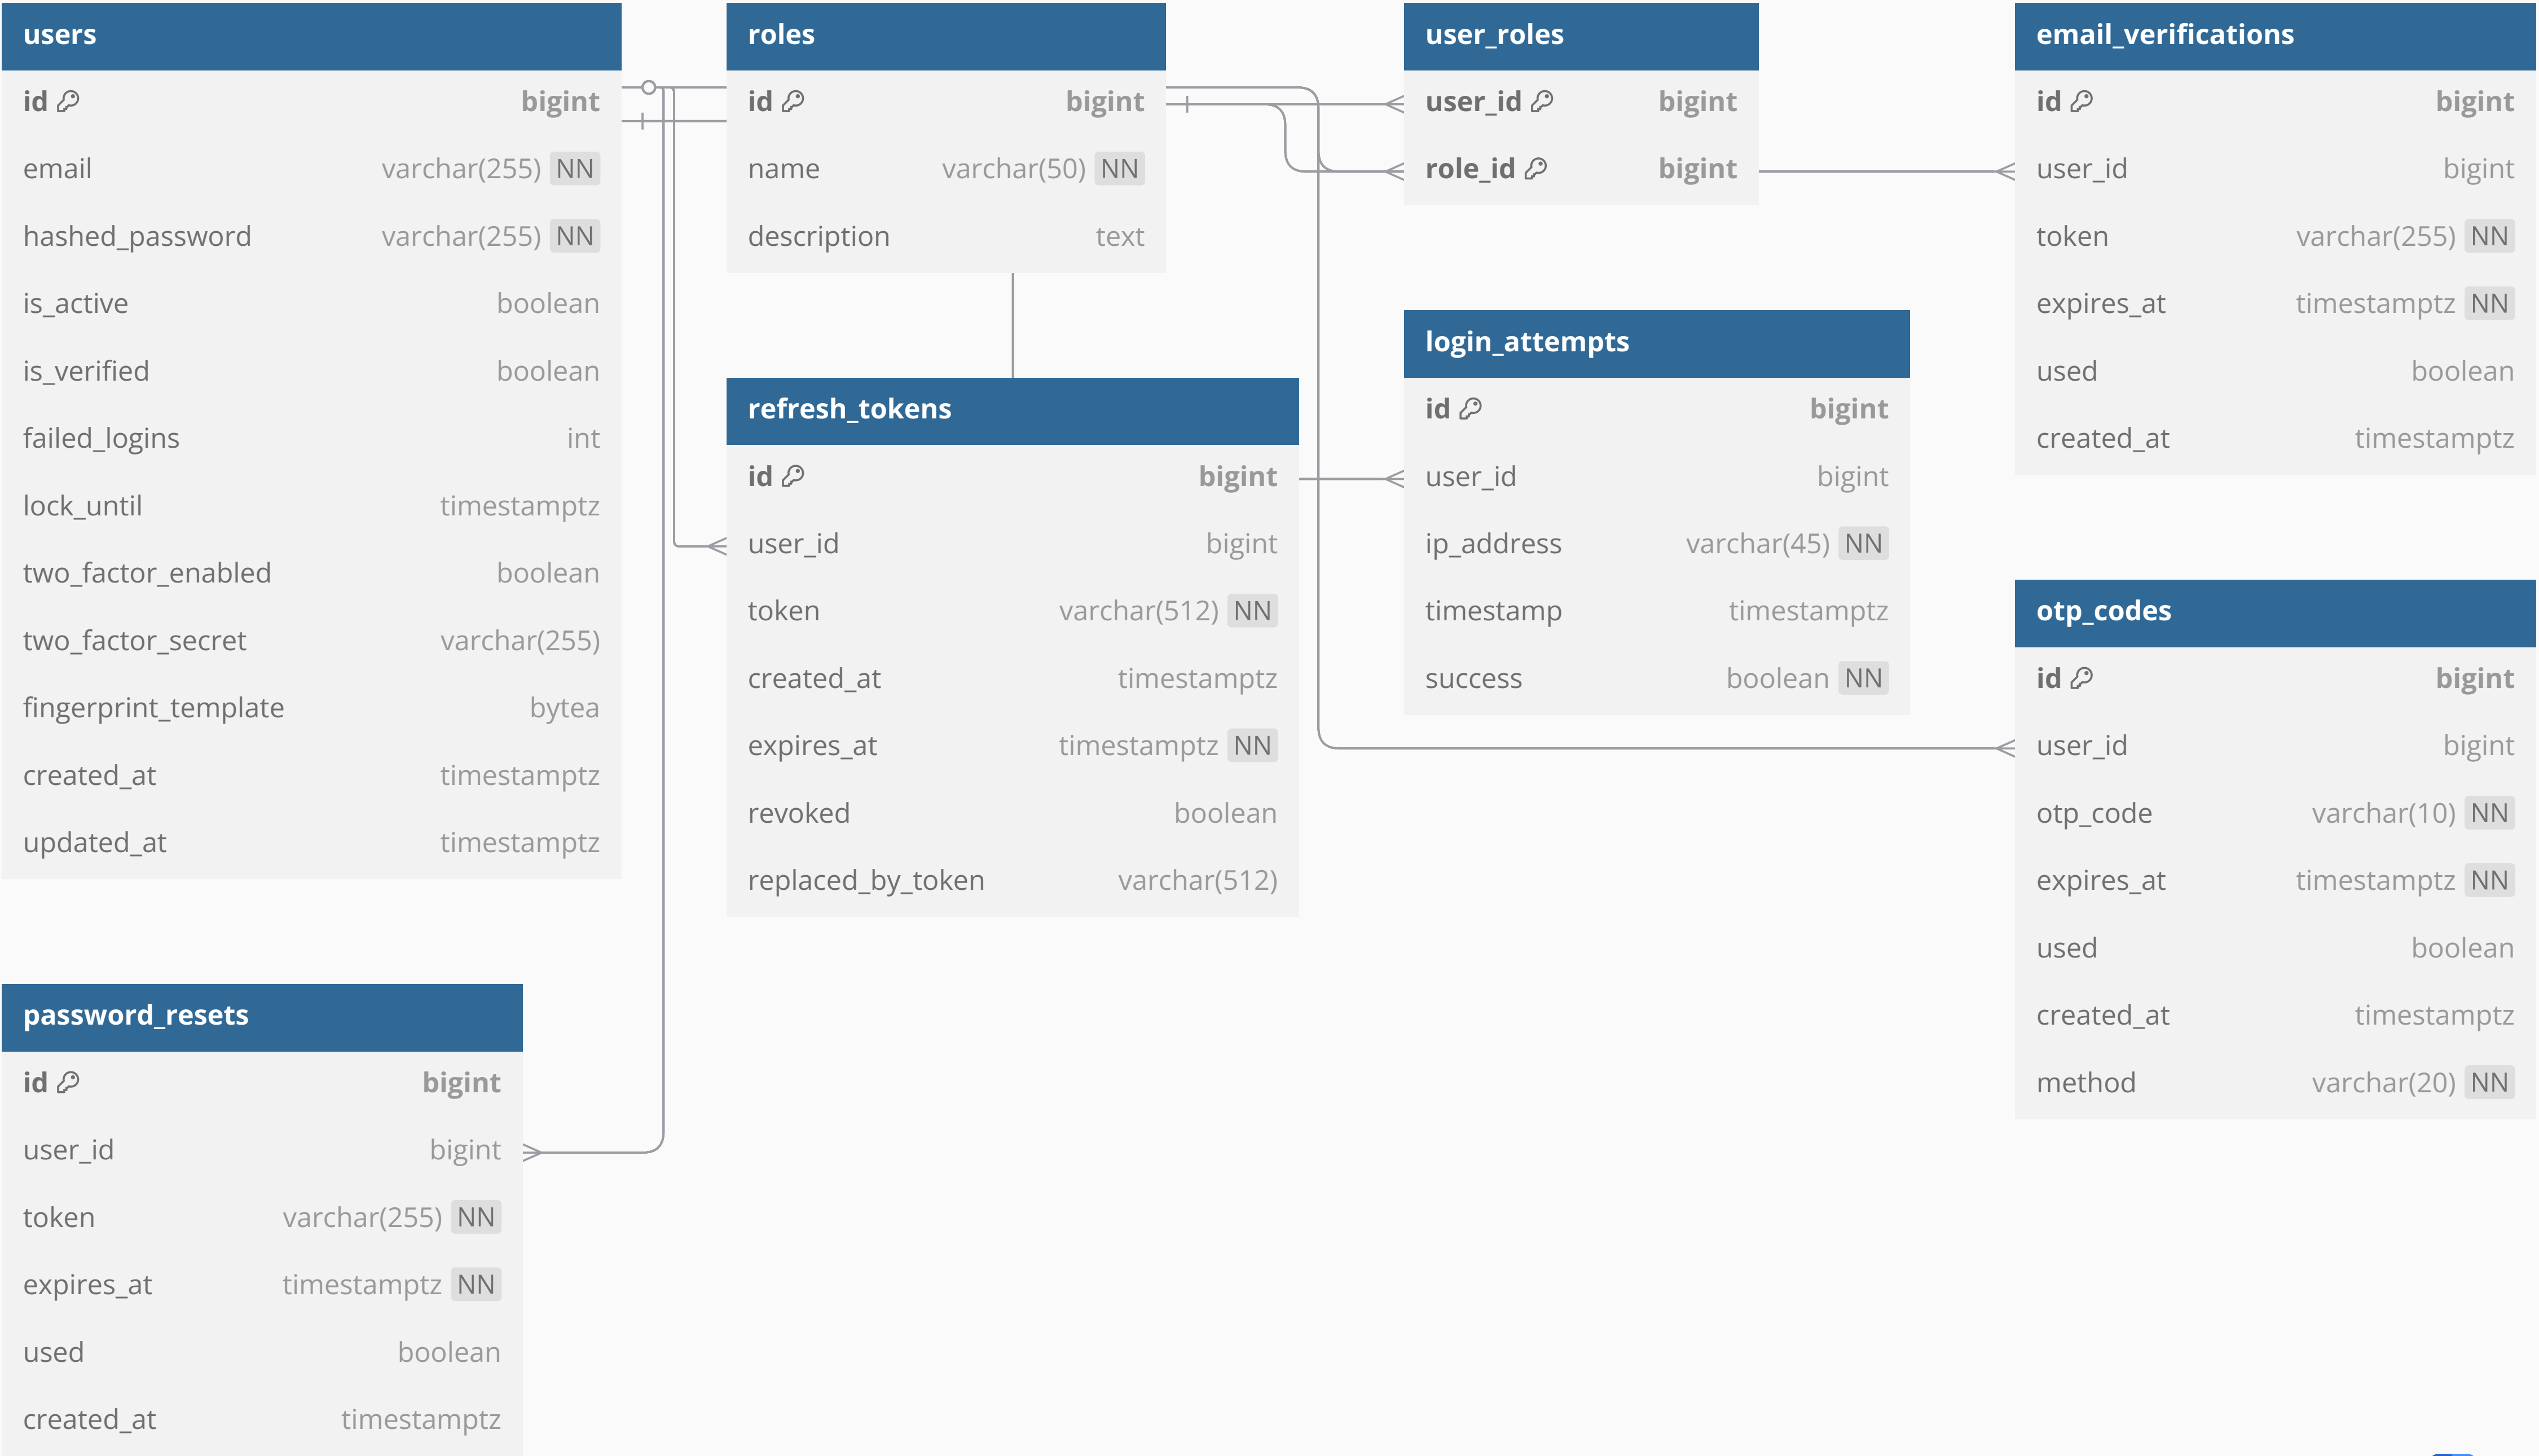 users
id bigint
email varchar(255) NN
hashed_password varchar(255) NN
is_active boolean
is_verified boolean
failed_logins int
lock_until timestamptz
two_factor_enabled boolean
two_factor_secret varchar(255)
fingerprint_template bytea
created_at timestamptz
updated_at timestamptz
roles
id bigint
name varchar(50) NN
description text
user_roles
user_id bigint
role_id bigint
email_verifications
id bigint
user_id bigint
token varchar(255) NN
expires_at timestamptz NN
used boolean
created_at timestamptz
refresh_tokens
id bigint
user_id bigint
token varchar(512) NN
created_at timestamptz
expires_at timestamptz NN
revoked boolean
replaced_by_token varchar(512)
login_attempts
id bigint
user_id bigint
ip_address varchar(45) NN
timestamp timestamptz
success boolean NN
otp_codes
id bigint
user_id bigint
otp_code varchar(10) NN
expires_at timestamptz NN
used boolean
created_at timestamptz
method varchar(20) NN
password_resets
id bigint
user_id bigint
token varchar(255) NN
expires_at timestamptz NN
used boolean
created_at timestamptz